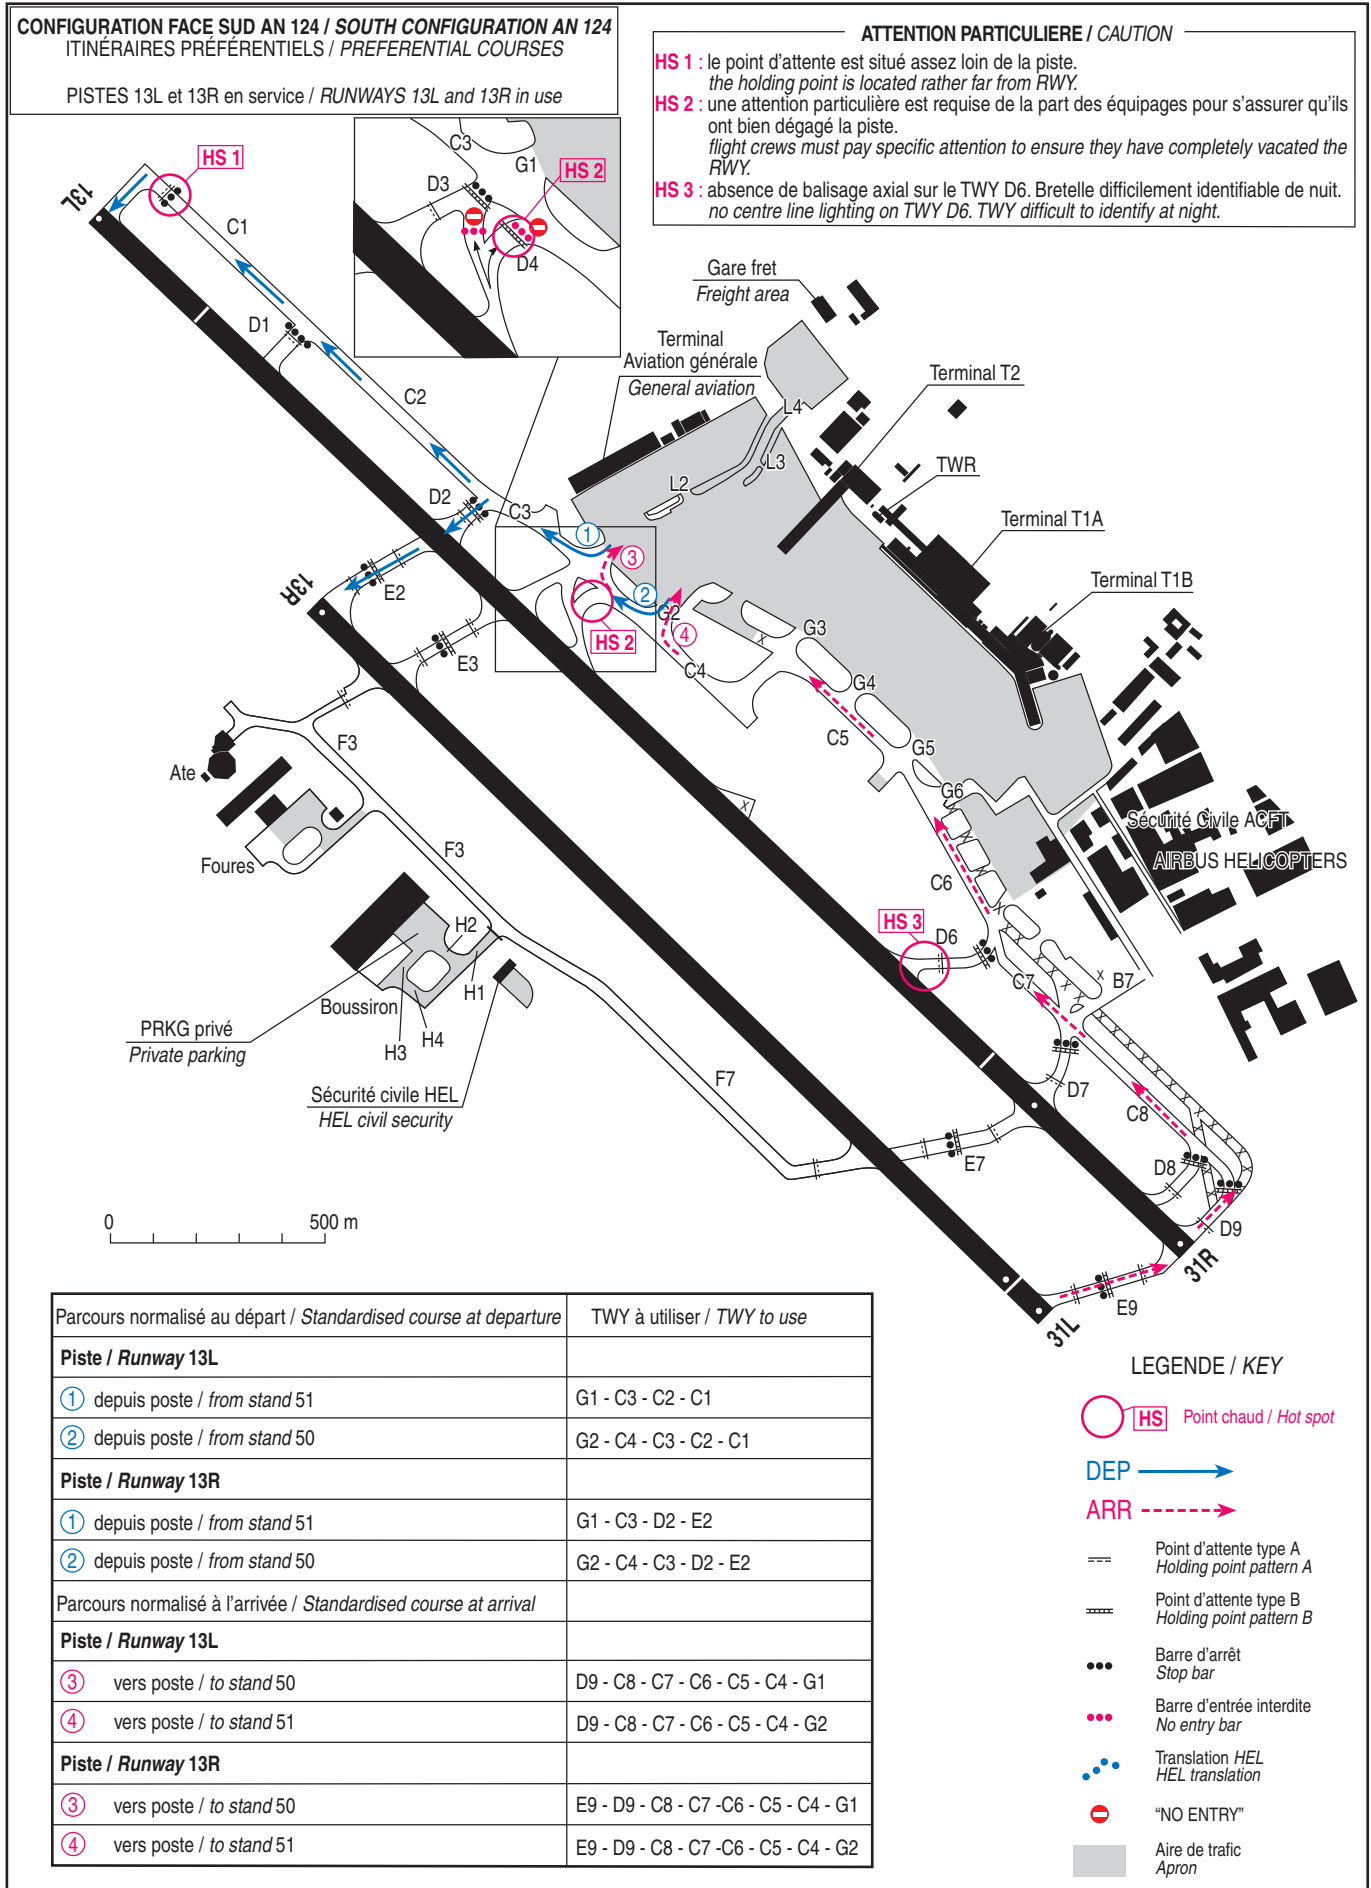 CONFIGURATION FACE SUD AN 124 / SOUTH CONFIGURATION AN 124
ITINÉRAIRES PRÉFÉRENTIELS / PREFERENTIAL COURSES
PISTES 13L et 13R en service / RUNWAYS 13L and 13R in use
ATTENTION PARTICULIERE / CAUTION
HS 1 : le point d'attente est situé assez loin de la piste.
the holding point is located rather far from RWY.
HS 2 : une attention particulière est requise de la part des équipages pour s'assurer qu'ils
ont bien dégagé la piste.
flight crews must pay specific attention to ensure they have completely vacated the
RWY.
HS 3 : absence de balisage axial sur le TWY D6. Bretelle difficilement identifiable de nuit.
no centre line lighting on TWY D6. TWY difficult to identify at night.
C3
G1
HS 2
D3
D4
HS 1
13L
C1
D1
C2
D2
C3
Gare fret
Freight area
Terminal
Aviation générale
General aviation
Terminal T2
L4
L3
L2
TWR
Terminal T1A
Terminal T1B
1
3
2
G2
4
HS 2
C4
G3
G4
C5
G5
G6
13R
E2
E3
F3
Ate
Foures
F3
X
Sécurité Civile ACFT
AIRBUS HELICOPTERS
C6
HS 3
D6
C7
B7
H2
H1
Boussiron
H4
H3
PRKG privé
Private parking
Sécurité civile HEL
HEL civil security
F7
D7
C8
E7
D8
D9
31R
E9
31L
0 500 m
Parcours normalisé au départ / Standardised course at departure TWY à utiliser / TWY to use
Piste / Runway 13L
1 depuis poste / from stand 51 G1 - C3 - C2 - C1
2 depuis poste / from stand 50 G2 - C4 - C3 - C2 - C1
Piste / Runway 13R
1 depuis poste / from stand 51 G1 - C3 - D2 - E2
2 depuis poste / from stand 50 G2 - C4 - C3 - D2 - E2
Parcours normalisé à l'arrivée / Standardised course at arrival
Piste / Runway 13L
3 vers poste / to stand 50 D9 - C8 - C7 - C6 - C5 - C4 - G1
4 vers poste / to stand 51 D9 - C8 - C7 - C6 - C5 - C4 - G2
Piste / Runway 13R
3 vers poste / to stand 50 E9 - D9 - C8 - C7 -C6 - C5 - C4 - G1
4 vers poste / to stand 51 E9 - D9 - C8 - C7 -C6 - C5 - C4 - G2
LEGENDE / KEY
HS Point chaud / Hot spot
DEP
ARR
Point d'attente type A
Holding point pattern A
Point d'attente type B
Holding point pattern B
Barre d'arrêt
Stop bar
Barre d'entrée interdite
No entry bar
Translation HEL
HEL translation
“NO ENTRY”
Aire de trafic
Apron